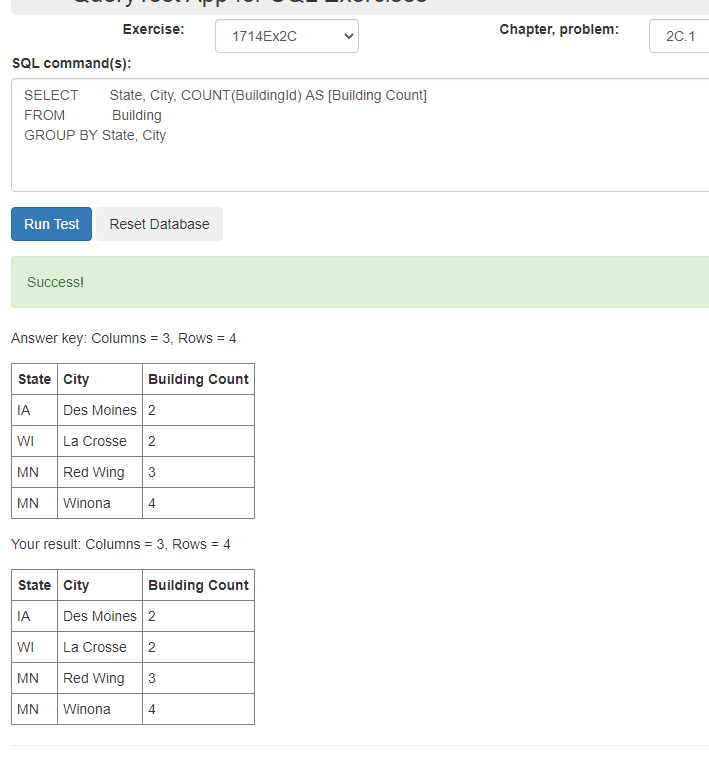 Exercise: 1714Ex2C Chapter, problem: 2C.1
SQL command(s):
SELECT State, City, COUNT(BuildingId) AS [Building Count]
FROM Building
GROUP BY State, City
Run Test Reset Database
Success!
Answer key: Columns = 3, Rows = 4
State City Building Count
IA Des Moines 2
WI La Crosse 2
MN Red Wing 3
MN Winona 4
Your result: Columns = 3, Rows = 4
State City Building Count
IA Des Moines 2
WI La Crosse 2
MN Red Wing 3
MN Winona 4